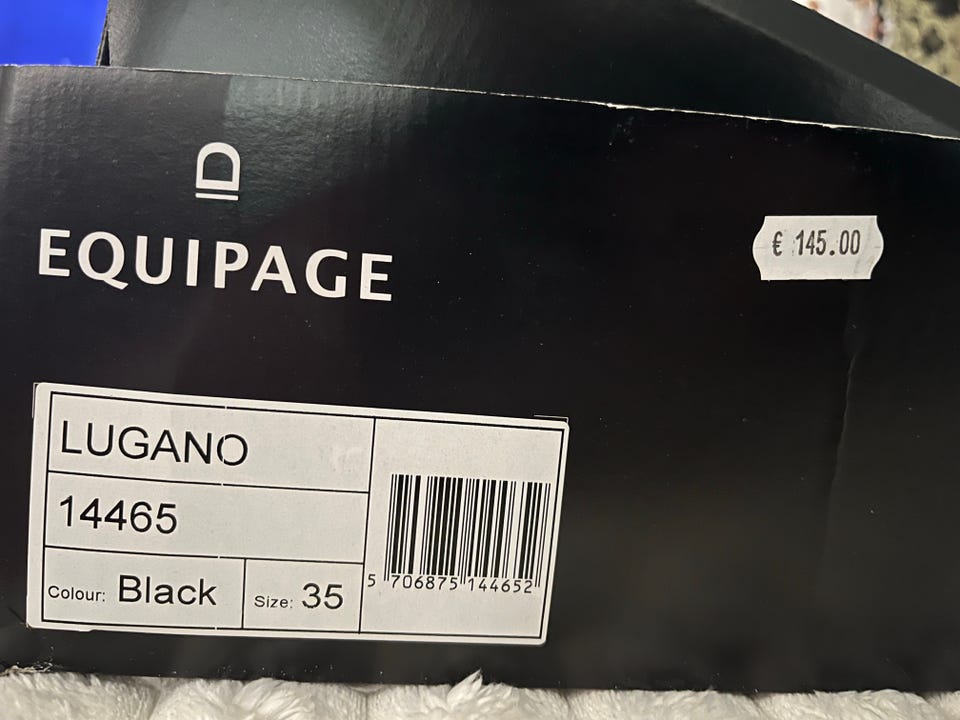 EQUIPAGE
€ 145.00
LUGANO
14465
Colour: Black
Size: 35
5 706875 144652